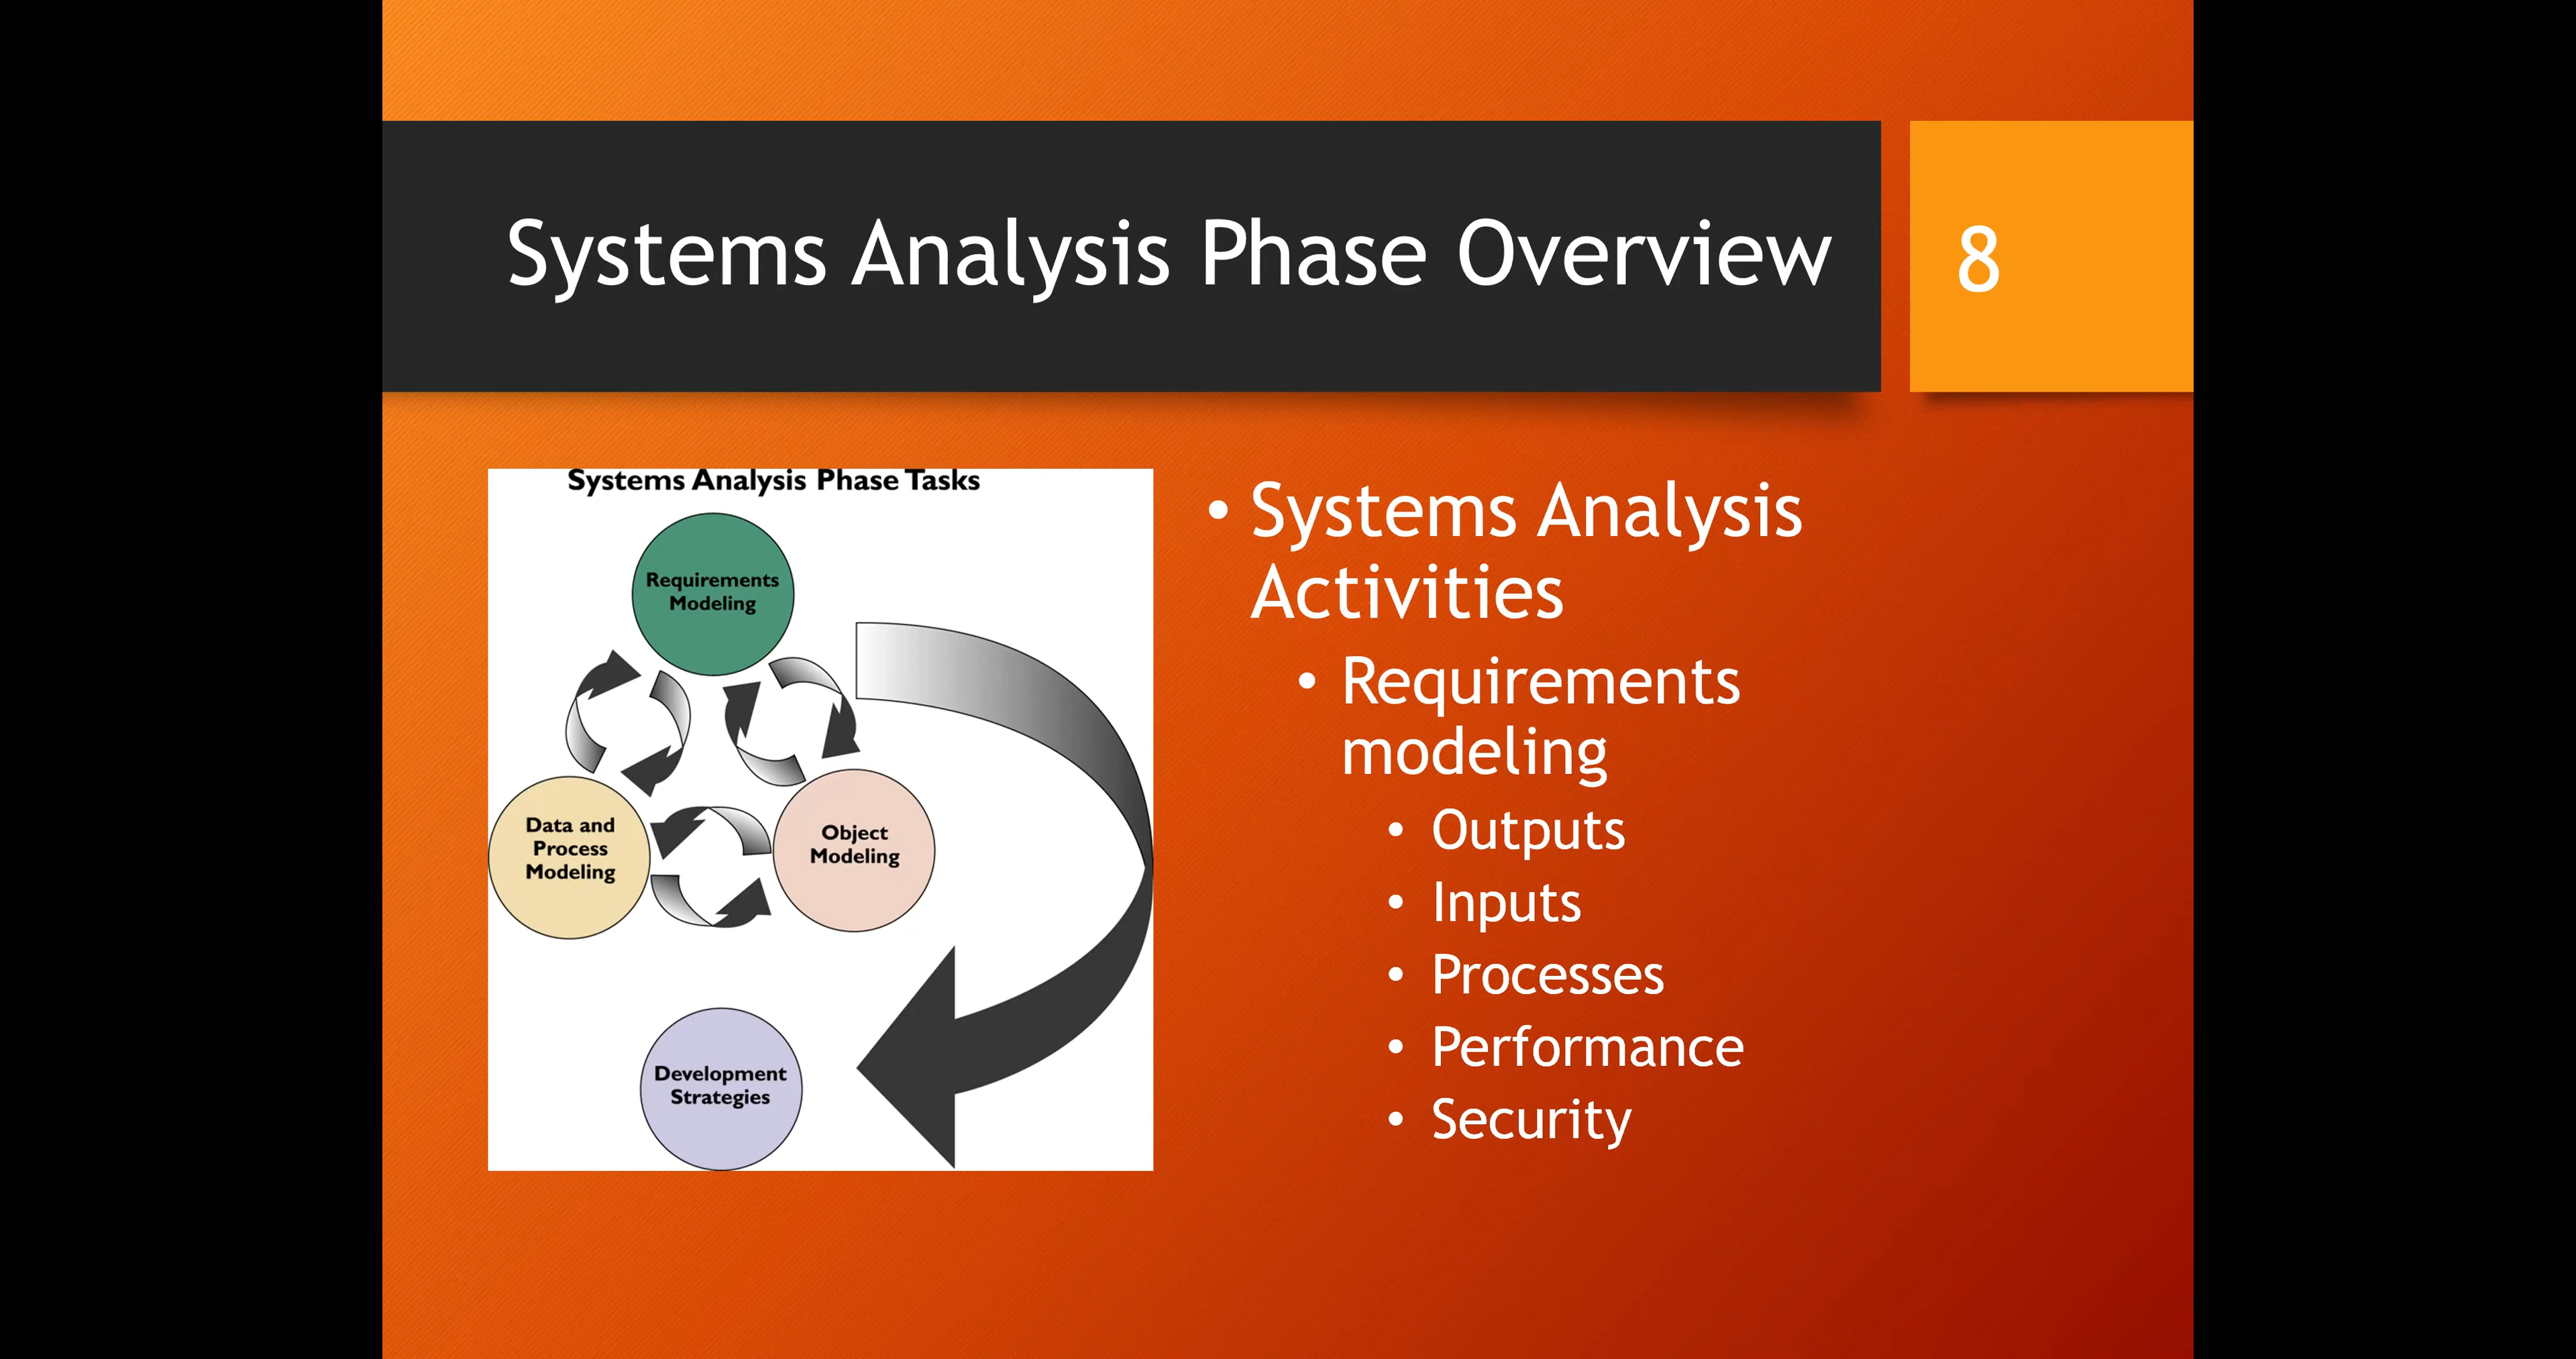 Systems Analysis Phase Overview
8
Systems Analysis Phase Tasks
Requirements
Modeling
Data and
Process
Modeling
Object
Modeling
Development
Strategies
• Systems Analysis
Activities
• Requirements
modeling
• Outputs
• Inputs
• Processes
• Performance
• Security